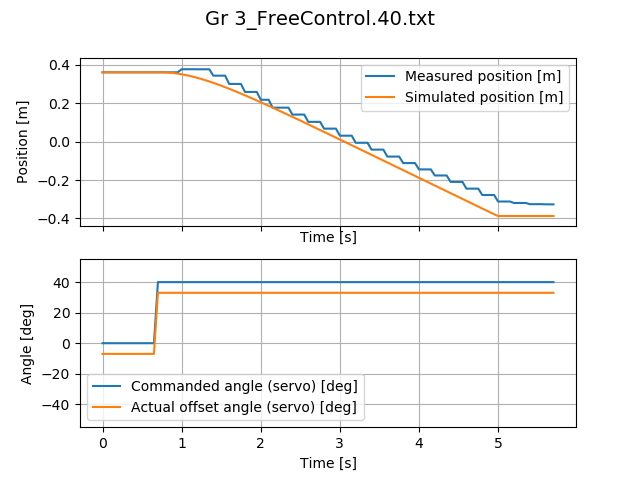 Gr 3_FreeControl.40.txt
0.4
0.2
0.0
−0.2
−0.4
Position [m]
Measured position [m]
Simulated position [m]
Time [s]
40
20
0
−20
−40
Angle [deg]
Commanded angle (servo) [deg]
Actual offset angle (servo) [deg]
0 1 2 3 4 5
Time [s]